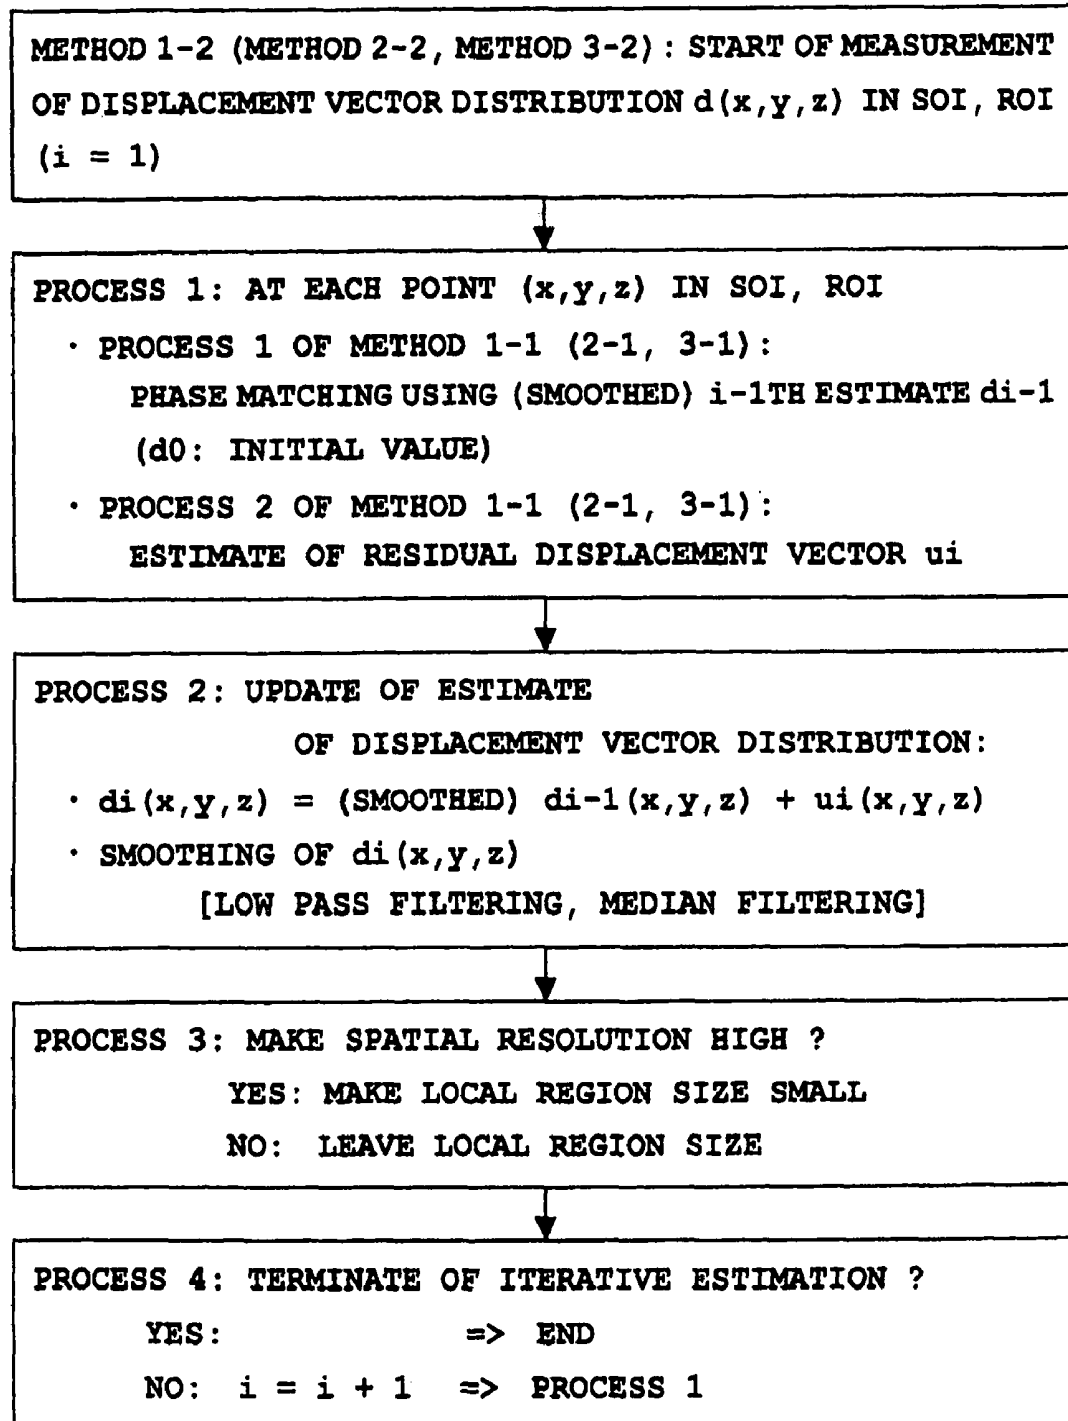 METHOD 1-2 (METHOD 2-2, METHOD 3-2) : START OF MEASUREMENT
OF DISPLACEMENT VECTOR DISTRIBUTION d(x,y,z) IN SOI, ROI
(i = 1)
PROCESS 1: AT EACH POINT (x,y,z) IN SOI, ROI
· PROCESS 1 OF METHOD 1-1 (2-1, 3-1) :
PHASE MATCHING USING (SMOOTHED) i-1TH ESTIMATE di-1
(d0: INITIAL VALUE)
· PROCESS 2 OF METHOD 1-1 (2-1, 3-1) :
ESTIMATE OF RESIDUAL DISPLACEMENT VECTOR ui
PROCESS 2: UPDATE OF ESTIMATE
OF DISPLACEMENT VECTOR DISTRIBUTION:
· di(x,y,z) = (SMOOTHED) di-1(x,y,z) + ui(x,y,z)
· SMOOTHING OF di(x,y,z)
[LOW PASS FILTERING, MEDIAN FILTERING]
PROCESS 3: MAKE SPATIAL RESOLUTION HIGH ?
YES: MAKE LOCAL REGION SIZE SMALL
NO: LEAVE LOCAL REGION SIZE
PROCESS 4: TERMINATE OF ITERATIVE ESTIMATION ?
YES: => END
NO: i = i + 1 => PROCESS 1